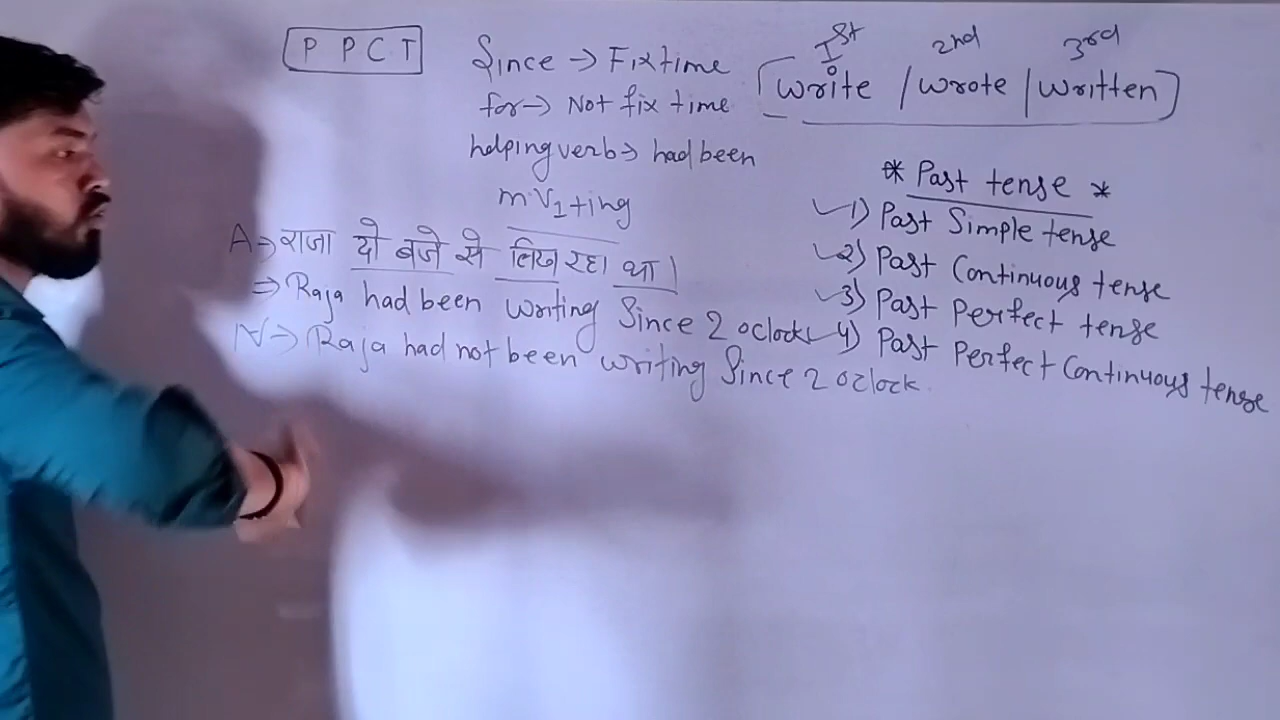 P P C T
Since → Fix time
for → Not fix time
helping verb → had been
m V1 + ing
Ist 2nd 3rd
write / wrote / written
* Past tense *
1) Past Simple tense
2) Past Continuous tense
3) Past Perfect tense
4) Past Perfect Continuous tense
A → राजा दो बजे से लिख रहा था।
⇒ Raja had been writing Since 2 oclock
N → Raja had not been writing Since 2 oclock.